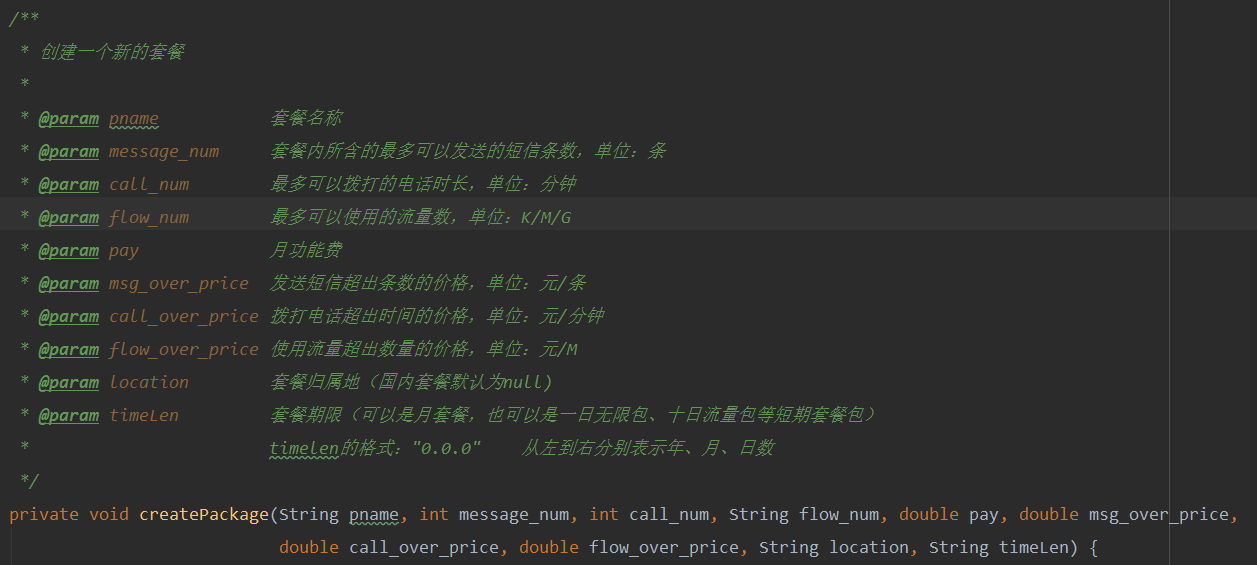 /**
* 创建一个新的套餐
*
* @param pname 套餐名称
* @param message_num 套餐内所含的最多可以发送的短信条数，单位：条
* @param call_num 最多可以拨打的电话时长，单位：分钟
* @param flow_num 最多可以使用的流量数，单位：K/M/G
* @param pay 月功能费
* @param msg_over_price 发送短信超出条数的价格，单位：元/条
* @param call_over_price 拨打电话超出时间的价格，单位：元/分钟
* @param flow_over_price 使用流量超出数量的价格，单位：元/M
* @param location 套餐归属地（国内套餐默认为null)
* @param timeLen 套餐期限（可以是月套餐，也可以是一日无限包、十日流量包等短期套餐包）
* timelen的格式："0.0.0" 从左到右分别表示年、月、日数
*/
private void createPackage(String pname, int message_num, int call_num, String flow_num, double pay, double msg_over_price,
double call_over_price, double flow_over_price, String location, String timeLen) {